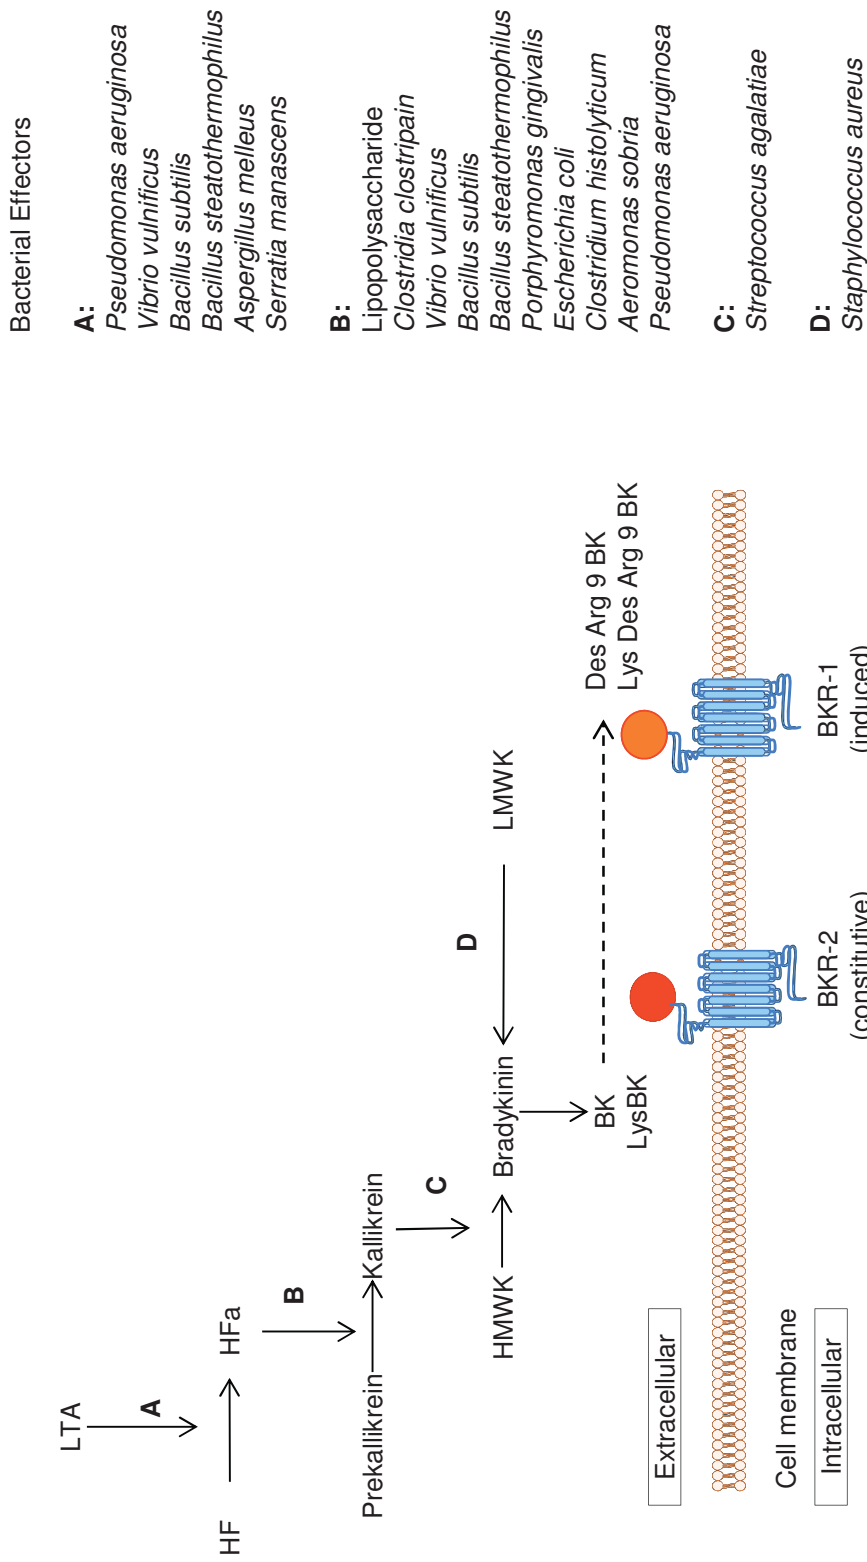 LTA
A
HF
HFa
B
Prekallikrein
Kallikrein
C
HMWK
Bradykinin
D
LMWK
BK
LysBK
Des Arg 9 BK
Lys Des Arg 9 BK
Extracellular
Cell membrane
Intracellular
BKR-2
(constitutive)
BKR-1
(induced)
Bacterial Effectors
A:
Pseudomonas aeruginosa
Vibrio vulnificus
Bacillus subtilis
Bacillus steatothermophilus
Aspergillus melleus
Serratia manascens
B:
Lipopolysaccharide
Clostridia clostripain
Vibrio vulnificus
Bacillus subtilis
Bacillus steatothermophilus
Porphyromonas gingivalis
Escherichia coli
Clostridium histolyticum
Aeromonas sobria
Pseudomonas aeruginosa
C:
Streptococcus agalatiae
D:
Staphylococcus aureus